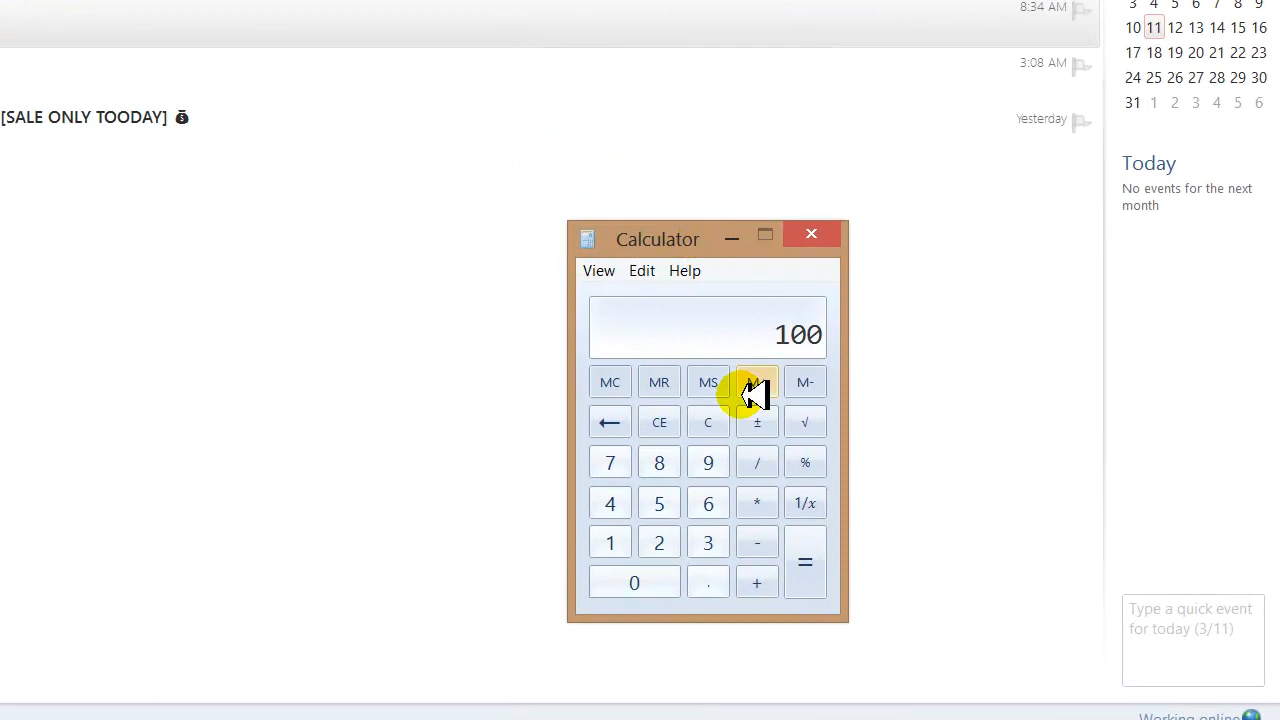 8:34 AM
3:08 AM
[SALE ONLY TOODAY]
Yesterday
3 4 5 6 7 8 9
10 11 12 13 14 15 16
17 18 19 20 21 22 23
24 25 26 27 28 29 30
31 1 2 3 4 5 6
Today
No events for the next
month
Calculator
View Edit Help
100
MC MR MS M-
CE C ± √
7 8 9 / %
4 5 6 * 1/x
1 2 3 - =
0 . +
Type a quick event
for today (3/11)
Working online